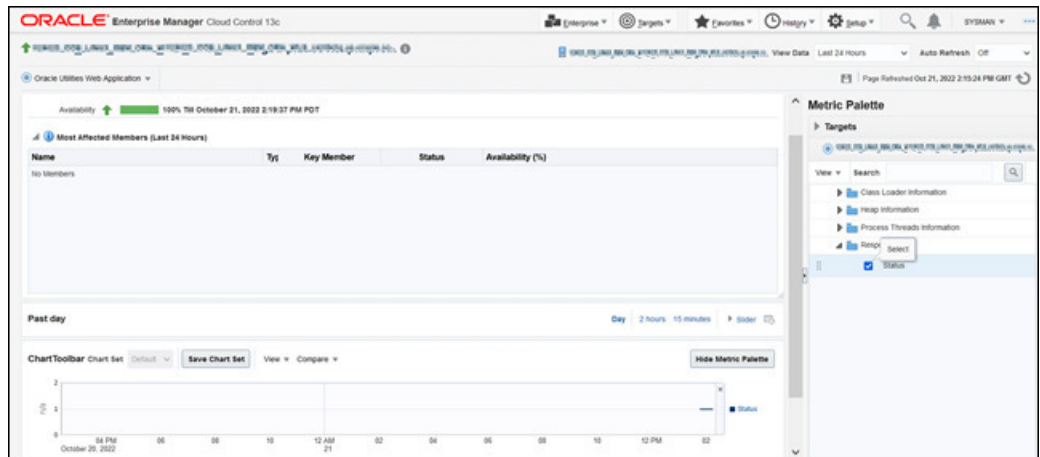 ORACLE Enterprise Manager Cloud Control 13c
Enterprise Targets Favorites History Setup SYSMAN
View Data Last 24 Hours Auto Refresh Off
Oracle Utilities Web Application
Page Refreshed Oct 21, 2022 2:15:24 PM GMT
Availability 100% Till October 21, 2022 2:19:37 PM PDT
Most Affected Members (Last 24 Hours)
Name Typ Key Member Status Availability (%)
No Members
Past day
Day 2 hours 15 minutes Slider
ChartToolbar Chart Set Default Save Chart Set View Compare Hide Metric Palette
2
n/a
1
0
04 PM 06 08 10 12 AM 02 04 06 08 10 12 PM 02
October 20, 2022 21
Status
Metric Palette
Targets
View Search
Class Loader Information
Heap Information
Process Threads Information
Resp
Select
Status